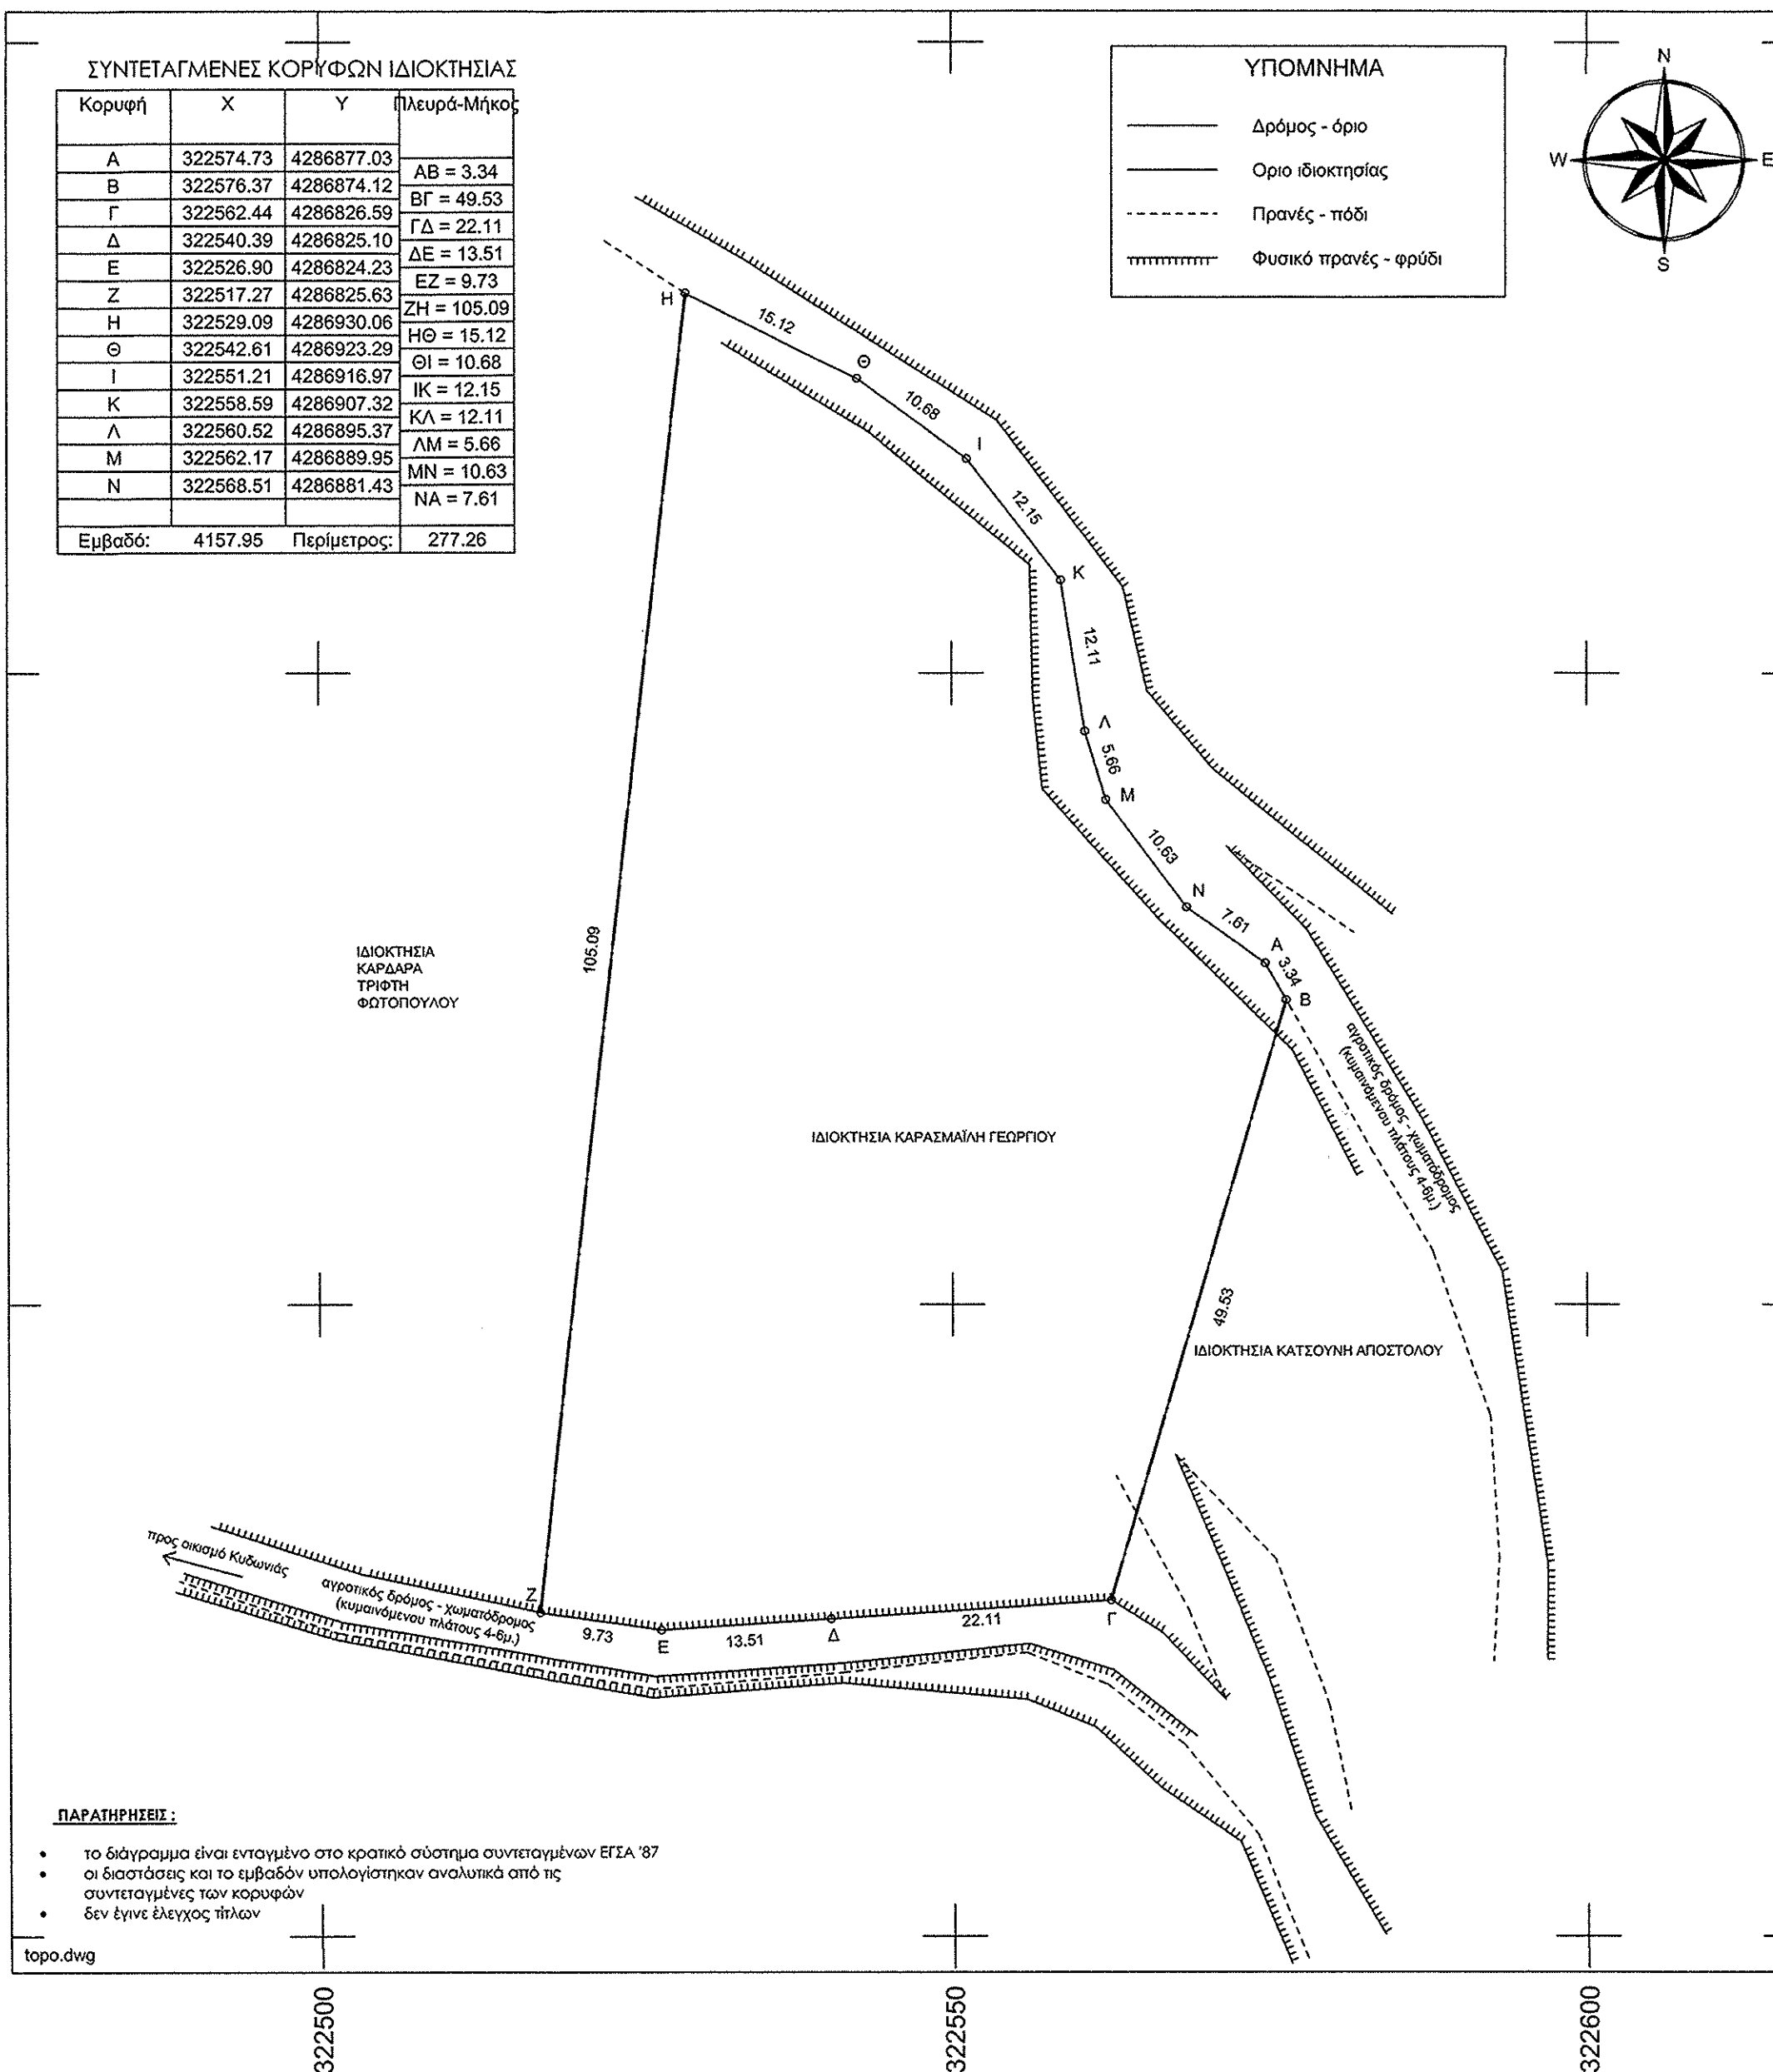 ΣΥΝΤΕΤΑΓΜΕΝΕΣ ΚΟΡΥΦΩΝ ΙΔΙΟΚΤΗΣΙΑΣ
Κορυφή X Y Πλευρά-Μήκος
Α 322574.73 4286877.03
ΑΒ = 3.34
Β 322576.37 4286874.12
ΒΓ = 49.53
Γ 322562.44 4286826.59
ΓΔ = 22.11
Δ 322540.39 4286825.10
ΔΕ = 13.51
Ε 322526.90 4286824.23
ΕΖ = 9.73
Ζ 322517.27 4286825.63
ΖΗ = 105.09
Η 322529.09 4286930.06
ΗΘ = 15.12
Θ 322542.61 4286923.29
ΘΙ = 10.68
Ι 322551.21 4286916.97
ΙΚ = 12.15
Κ 322558.59 4286907.32
ΚΛ = 12.11
Λ 322560.52 4286895.37
ΛΜ = 5.66
Μ 322562.17 4286889.95
ΜΝ = 10.63
Ν 322568.51 4286881.43
ΝΑ = 7.61
Εμβαδό: 4157.95 Περίμετρος: 277.26
ΥΠΟΜΝΗΜΑ
Δρόμος - όριο
Οριο ιδιοκτησίας
Πρανές - πόδι
Φυσικό πρανές - φρύδι
N
W E
S
Η
15.12
Θ
10.68
Ι
12.15
Κ
12.11
Λ
5.66
Μ
10.63
Ν
7.61
Α
3.34
Β
105.09
ΙΔΙΟΚΤΗΣΙΑ
ΚΑΡΔΑΡΑ
ΤΡΙΦΤΗ
ΦΩΤΟΠΟΥΛΟΥ
αγροτικός δρόμος - χωματόδρομος
(κυμαινόμενου πλάτους 4-6μ.)
ΙΔΙΟΚΤΗΣΙΑ ΚΑΡΑΣΜΑΪΛΗ ΓΕΩΡΓΙΟΥ
49.53
ΙΔΙΟΚΤΗΣΙΑ ΚΑΤΣΟΥΝΗ ΑΠΟΣΤΟΛΟΥ
προς οικισμό Κυδωνιάς
αγροτικός δρόμος - χωματόδρομος
(κυμαινόμενου πλάτους 4-6μ.)
Ζ
9.73
Ε
13.51
Δ
22.11
Γ
ΠΑΡΑΤΗΡΗΣΕΙΣ :
• το διάγραμμα είναι ενταγμένο στο κρατικό σύστημα συντεταγμένων ΕΓΣΑ '87
• οι διαστάσεις και το εμβαδόν υπολογίστηκαν αναλυτικά από τις
συντεταγμένες των κορυφών
• δεν έγινε έλεγχος τίτλων
topo.dwg
322500
322550
322600